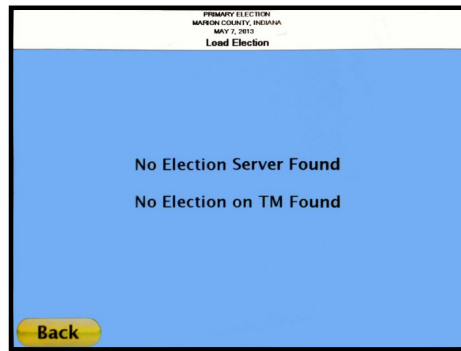 PRIMARY ELECTION
MARION COUNTY, INDIANA
MAY 7, 2013
Load Election
No Election Server Found
No Election on TM Found
Back